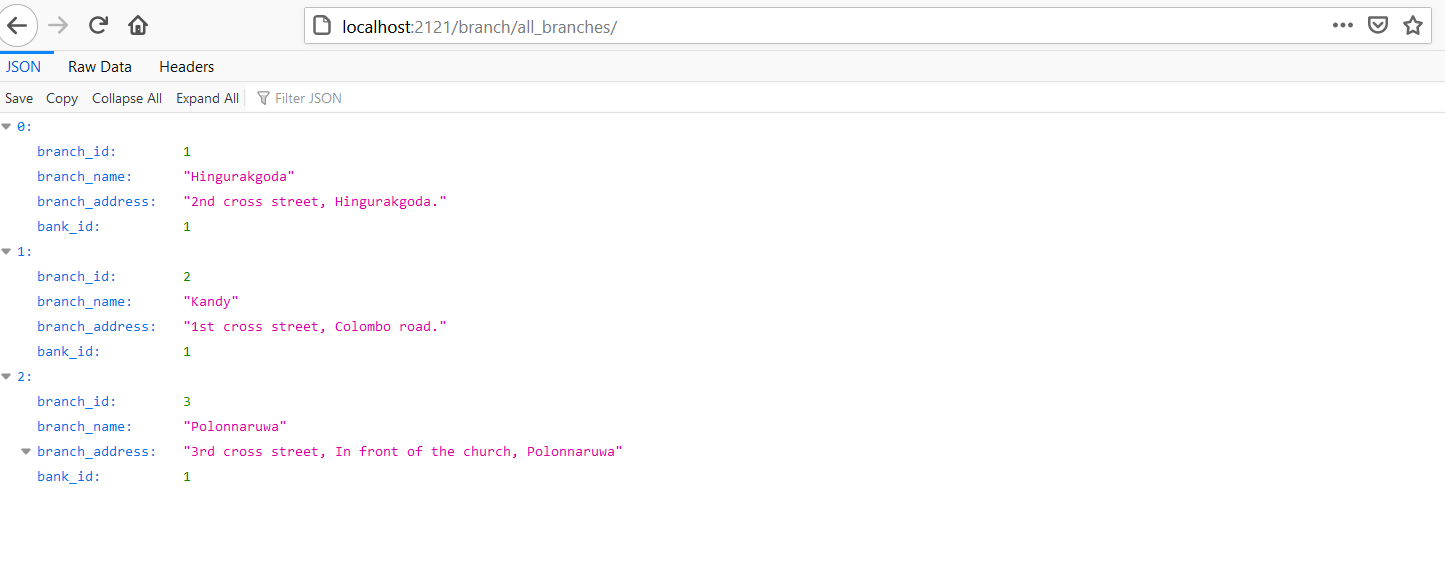 localhost:2121/branch/all_branches/
JSON Raw Data Headers
Save Copy Collapse All Expand All Filter JSON
0:
branch_id: 1
branch_name: "Hingurakgoda"
branch_address: "2nd cross street, Hingurakgoda."
bank_id: 1
1:
branch_id: 2
branch_name: "Kandy"
branch_address: "1st cross street, Colombo road."
bank_id: 1
2:
branch_id: 3
branch_name: "Polonnaruwa"
branch_address: "3rd cross street, In front of the church, Polonnaruwa"
bank_id: 1